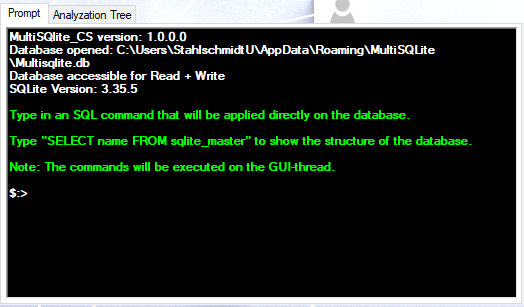 Prompt
Analyzation Tree
MultiSQlite_CS version: 1.0.0.0
Database opened: C:\Users\StahlschmidtU\AppData\Roaming\MultiSQLite
\Multisqlite.db
Database accessible for Read + Write
SQLite Version: 3.35.5
Type in an SQL command that will be applied directly on the database.
Type "SELECT name FROM sqlite_master" to show the structure of the database.
Note: The commands will be executed on the GUI-thread.
$:>